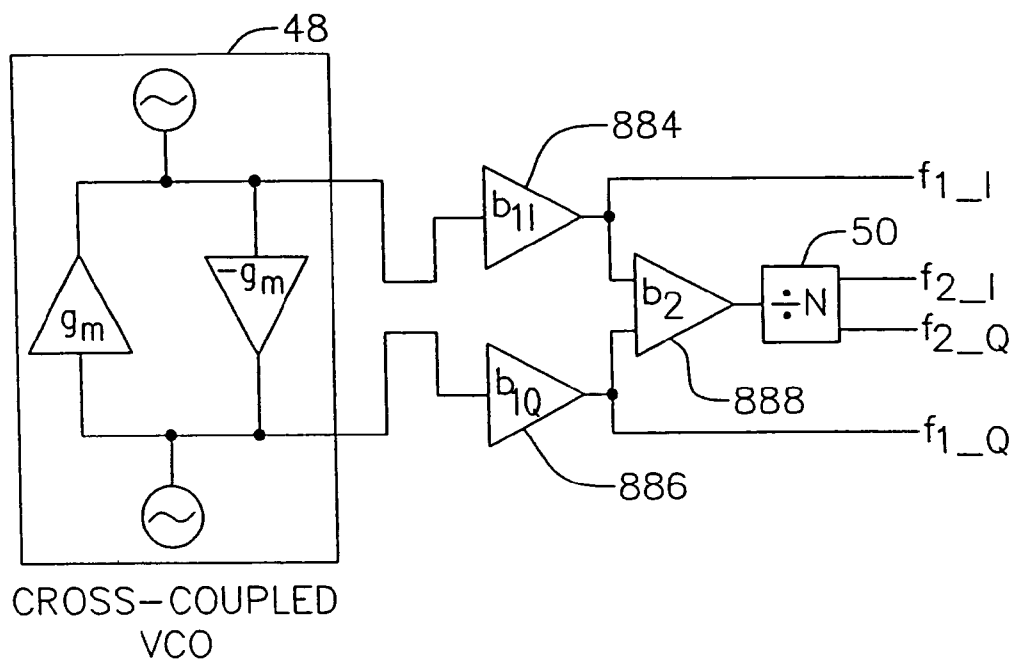 48
884
b1I
f1_I
50
-gm
gm
b2
÷N
f2_I
f2_Q
b1Q
888
f1_Q
886
CROSS-COUPLED
VCO